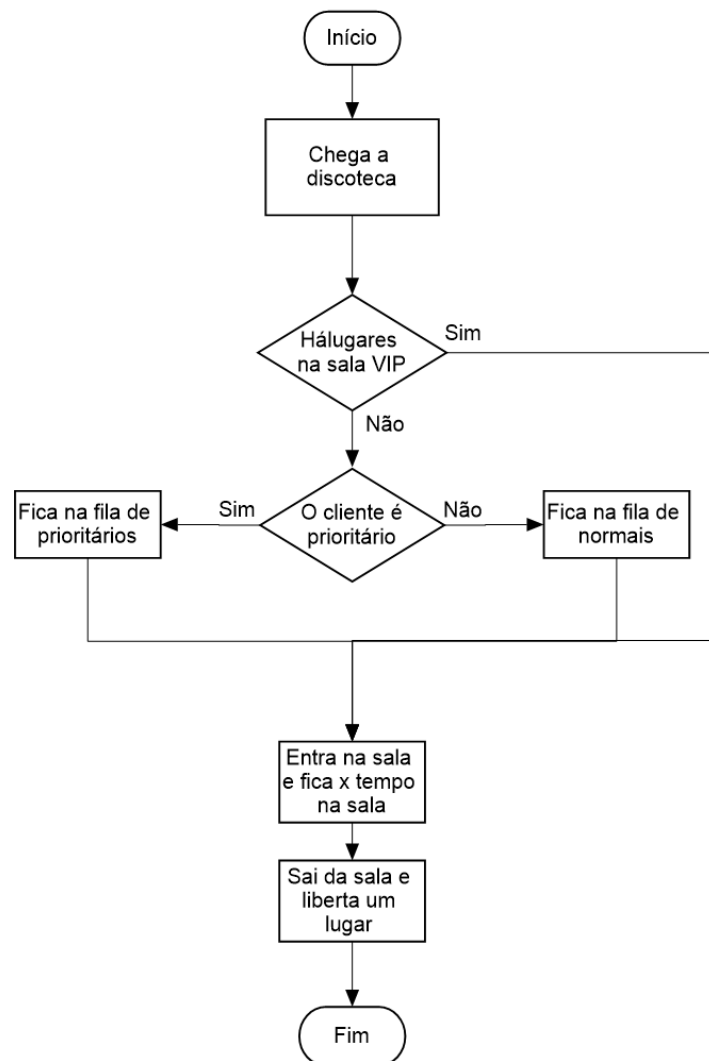 Início
Chega a
discoteca
Hálugares
na sala VIP
Sim
Não
Fica na fila de
prioritários
Sim
O cliente é
prioritário
Não
Fica na fila de
normais
Entra na sala
e fica x tempo
na sala
Sai da sala e
liberta um
lugar
Fim